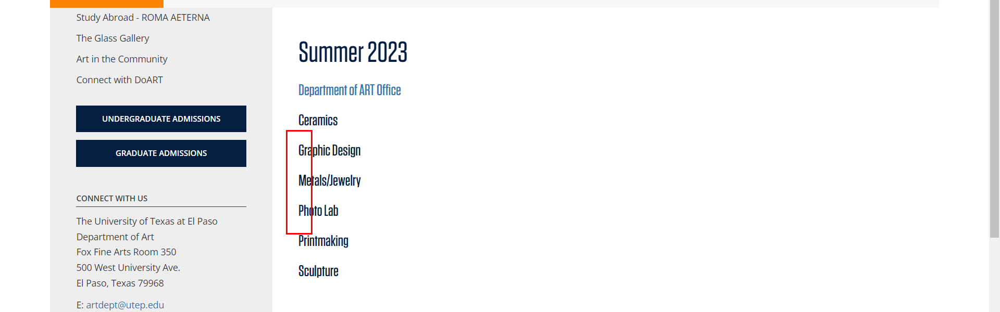 Study Abroad - ROMA AETERNA
The Glass Gallery
Art in the Community
Connect with DoART
UNDERGRADUATE ADMISSIONS
GRADUATE ADMISSIONS
CONNECT WITH US
The University of Texas at El Paso
Department of Art
Fox Fine Arts Room 350
500 West University Ave.
El Paso, Texas 79968
E: artdept@utep.edu
Summer 2023
Department of ART Office
Ceramics
Graphic Design
Metals/Jewelry
Photo Lab
Printmaking
Sculpture